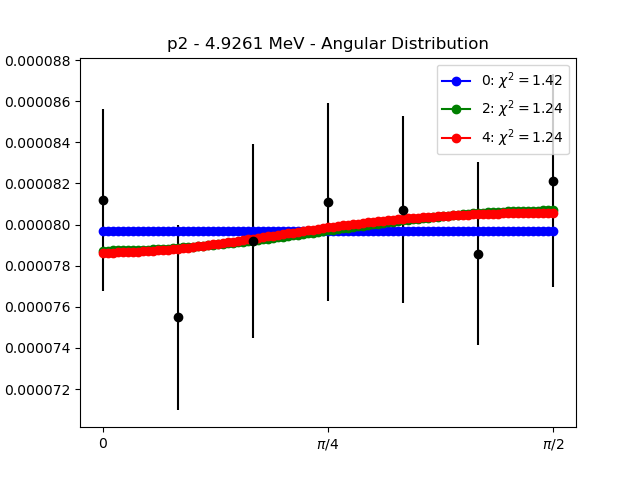 p2 - 4.9261 MeV - Angular Distribution
0.000088
0.000086
0.000084
0.000082
0.000080
0.000078
0.000076
0.000074
0.000072
0: χ² = 1.42
2: χ² = 1.24
4: χ² = 1.24
0
π/4
π/2